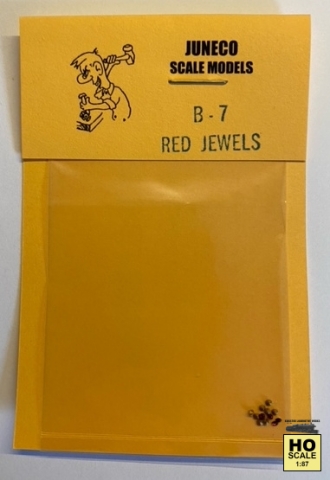 JUNECO
SCALE MODELS
B-7
RED JEWELS
HO
SCALE
1:87